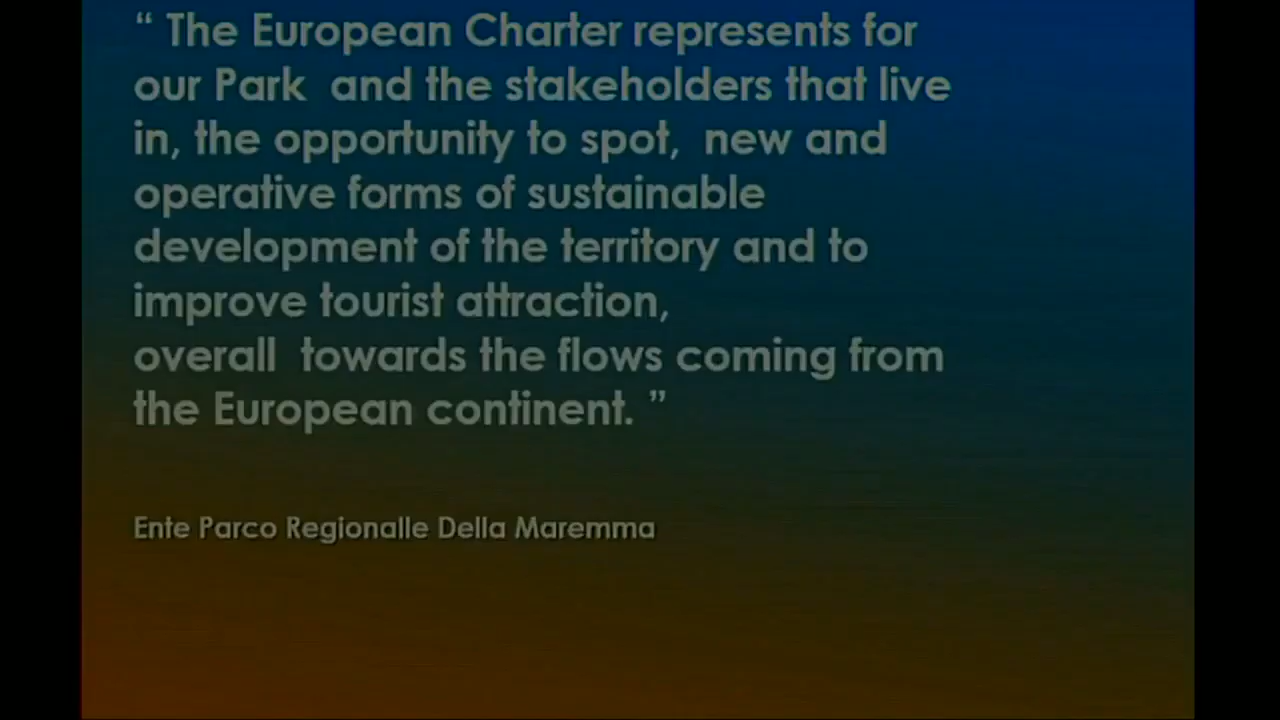 “ The European Charter represents for
our Park  and the stakeholders that live
in, the opportunity to spot,  new and
operative forms of sustainable
development of the territory and to
improve tourist attraction,
overall  towards the flows coming from
the European continent. ”
Ente Parco Regionalle Della Maremma